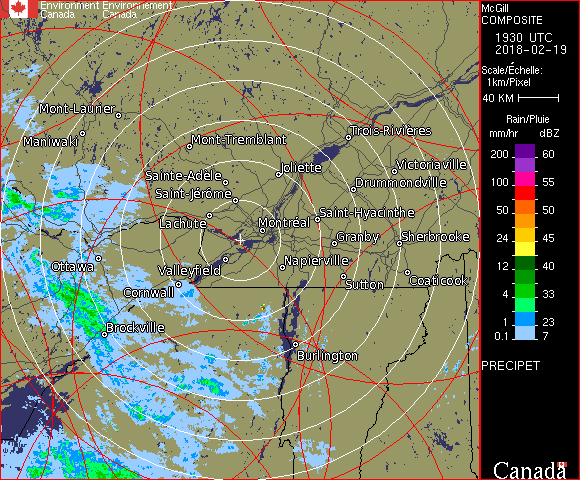 Environment Environnement
Canada Canada
McGill
COMPOSITE
1930 UTC
2018-02-19
Scale/Échelle:
1km/Pixel
40 KM
Rain/Pluie
mm/hr dBZ
200 60
100 55
50 50
24 45
12 40
4 33
1 23
0.1 7
PRECIPET
Canada
Mont-Laurier
Maniwaki
Mont-Tremblant
Trois-Rivières
Sainte-Adèle
Joliette
Victoriaville
Saint-Jérôme
Drummondville
Lachute
Montréal
Saint-Hyacinthe
Granby
Sherbrooke
Ottawa
Valleyfield
Napierville
Cornwall
Sutton
Coaticook
Brockville
Burlington